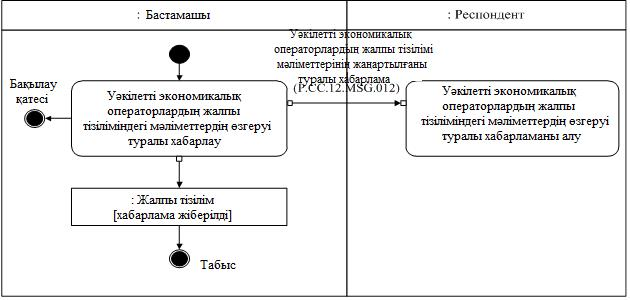 : Бастамашы
: Респондент
Уәкілетті экономикалық
операторлардың жалпы тізілімі
мәліметтерінің жаңартылғаны
туралы хабарлама
(P.CC.12.MSG.012)
Бақылау
қатесі
Уәкілетті экономикалық
операторлардың жалпы
тізіліміндегі мәліметтердің өзгеруі
туралы хабарлау
Уәкілетті экономикалық
операторлардың жалпы
тізіліміндегі мәліметтердің өзгеруі
туралы хабарламаны алу
: Жалпы тізілім
[хабарлама жіберілді]
Табыс